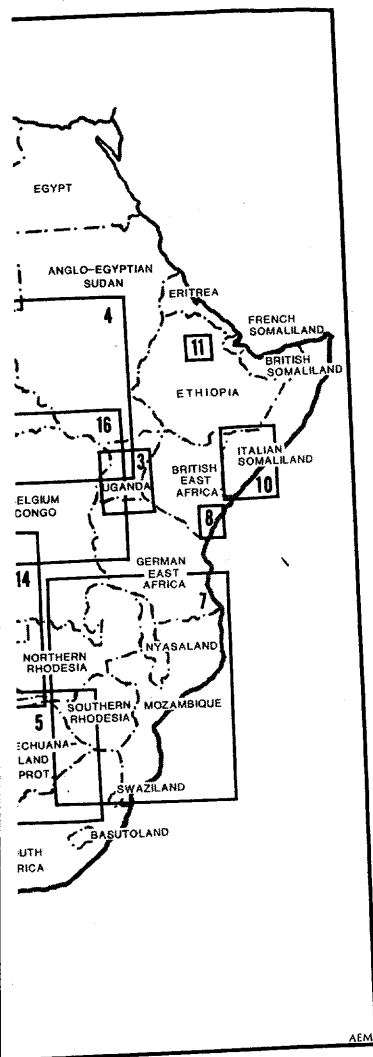 EGYPT
ANGLO-EGYPTIAN
SUDAN
4
ERITREA
FRENCH
SOMALILAND
11
BRITISH
SOMALILAND
ETHIOPIA
16
3
UGANDA
BRITISH
EAST
AFRICA
ITALIAN
SOMALILAND
10
ELGIUM
CONGO
8
GERMAN
EAST
AFRICA
14
7
NYASALAND
NORTHERN
RHODESIA
SOUTHERN
RHODESIA
MOZAMBIQUE
5
ECHUANA-
LAND
PROT.
SWAZILAND
BASUTOLAND
UTH
RICA
AEM